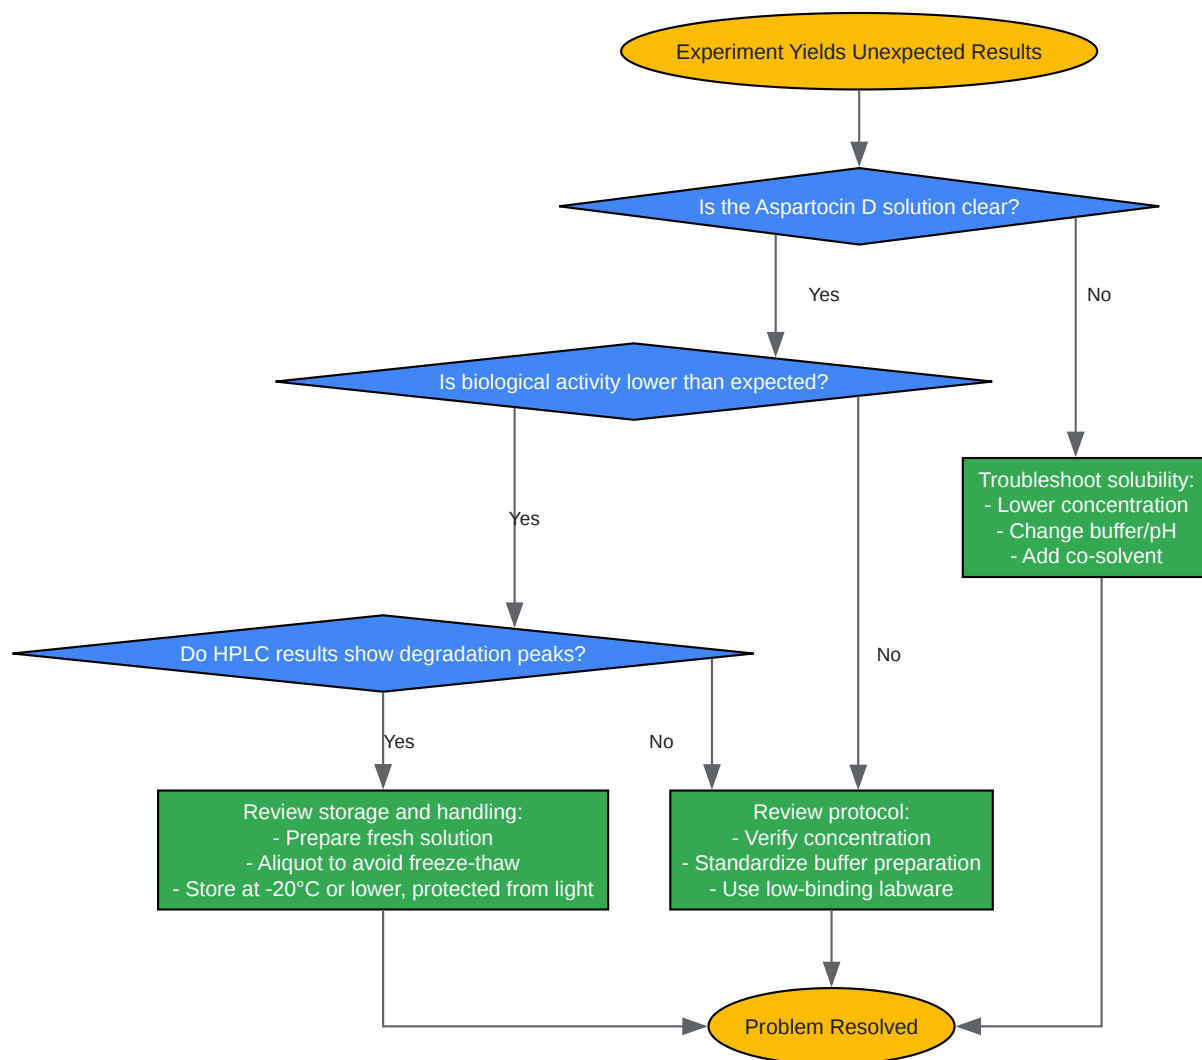 Experiment Yields Unexpected Results
Is the Aspartocin D solution clear?
Yes
No
Is biological activity lower than expected?
Troubleshoot solubility:
- Lower concentration
- Change buffer/pH
- Add co-solvent
Yes
No
Do HPLC results show degradation peaks?
Yes
No
Review storage and handling:
- Prepare fresh solution
- Aliquot to avoid freeze-thaw
- Store at -20°C or lower, protected from light
Review protocol:
- Verify concentration
- Standardize buffer preparation
- Use low-binding labware
Problem Resolved